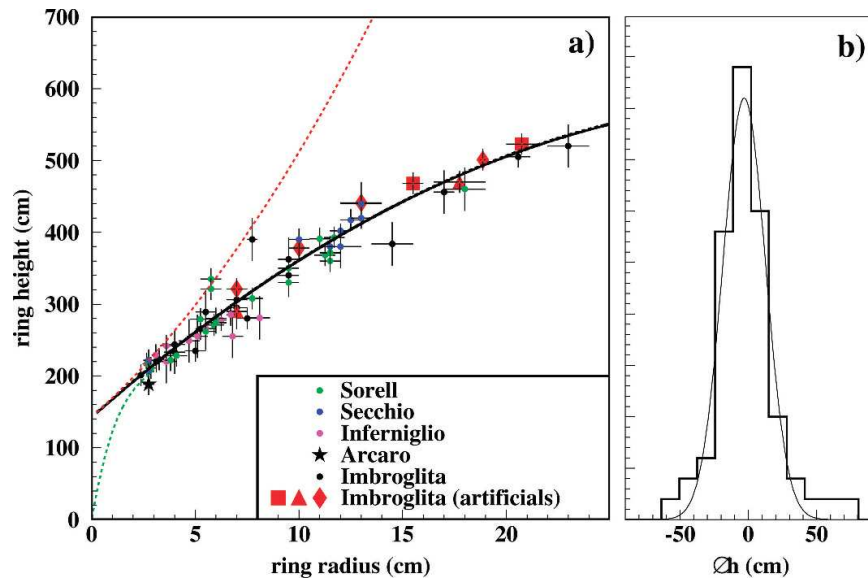 a)
700
600
500
400
300
200
100
0
ring height (cm)
Sorell
Secchio
Inferniglio
Arcaro
Imbroglita
Imbroglita (artificials)
0 5 10 15 20
ring radius (cm)
b)
-50 0 50
Øh (cm)